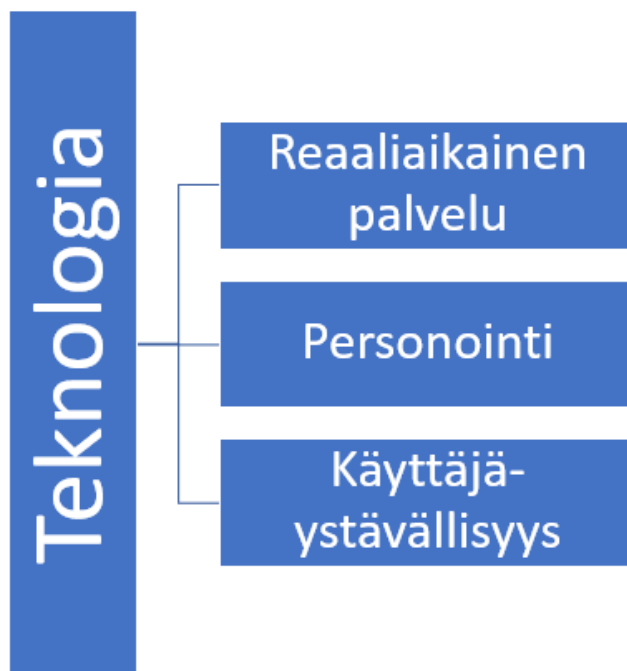 Teknologia
Reaaliaikainen
palvelu
Personointi
Käyttäjä-
ystävällisyys